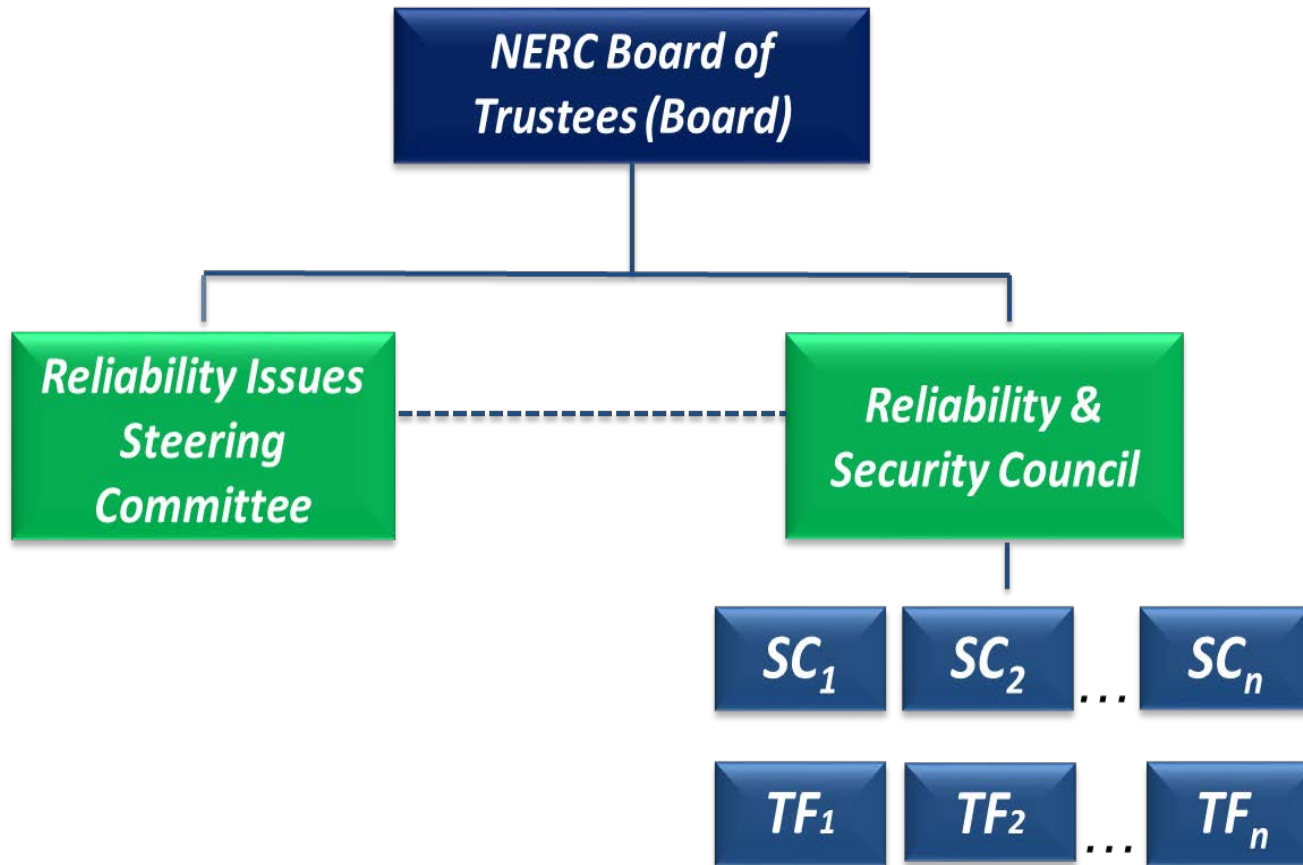 NERC Board of
Trustees (Board)
Reliability Issues
Steering
Committee
Reliability &
Security Council
SC₁ SC₂ ... SCₙ
TF₁ TF₂ ... TFₙ